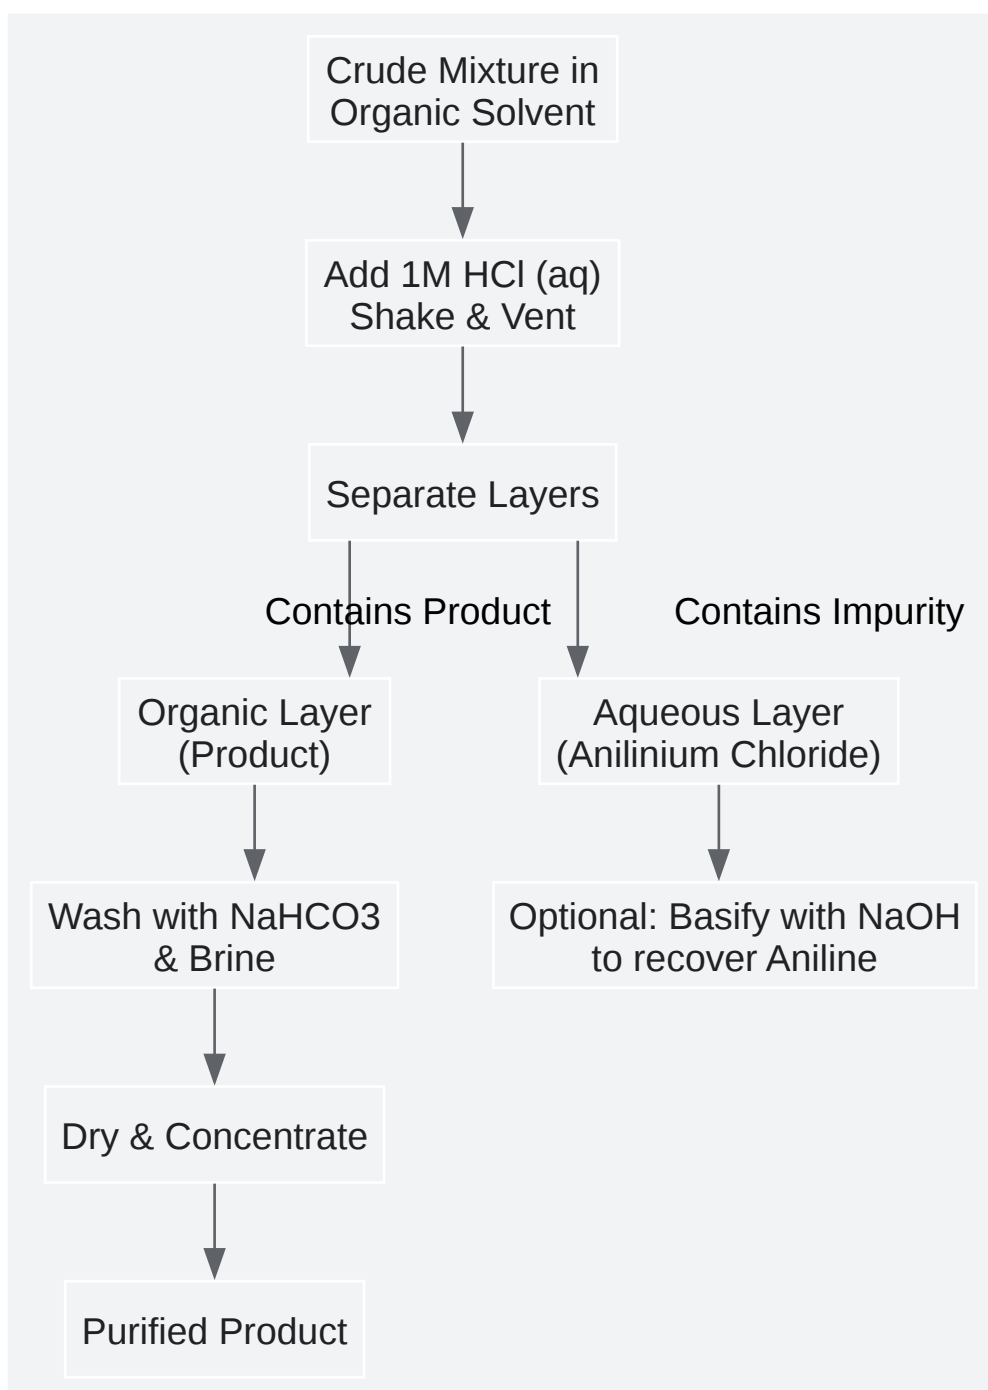 Crude Mixture in
Organic Solvent
Add 1M HCl (aq)
Shake & Vent
Separate Layers
Contains Product
Contains Impurity
Organic Layer
(Product)
Aqueous Layer
(Anilinium Chloride)
Wash with NaHCO3
& Brine
Optional: Basify with NaOH
to recover Aniline
Dry & Concentrate
Purified Product